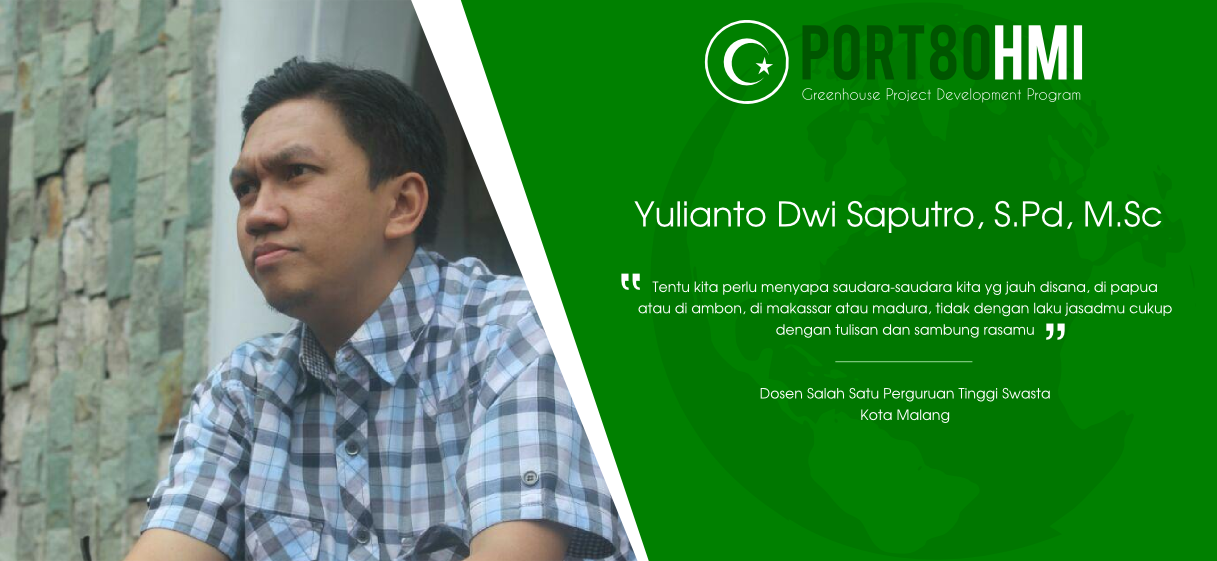 PORT80HMI
Greenhouse Project Development Program
Yulianto Dwi Saputro, S.Pd, M.Sc
" Tentu kita perlu menyapa saudara-saudara kita yg jauh disana, di papua
atau di ambon, di makassar atau madura, tidak dengan laku jasadmu cukup
dengan tulisan dan sambung rasamu "
Dosen Salah Satu Perguruan Tinggi Swasta
Kota Malang